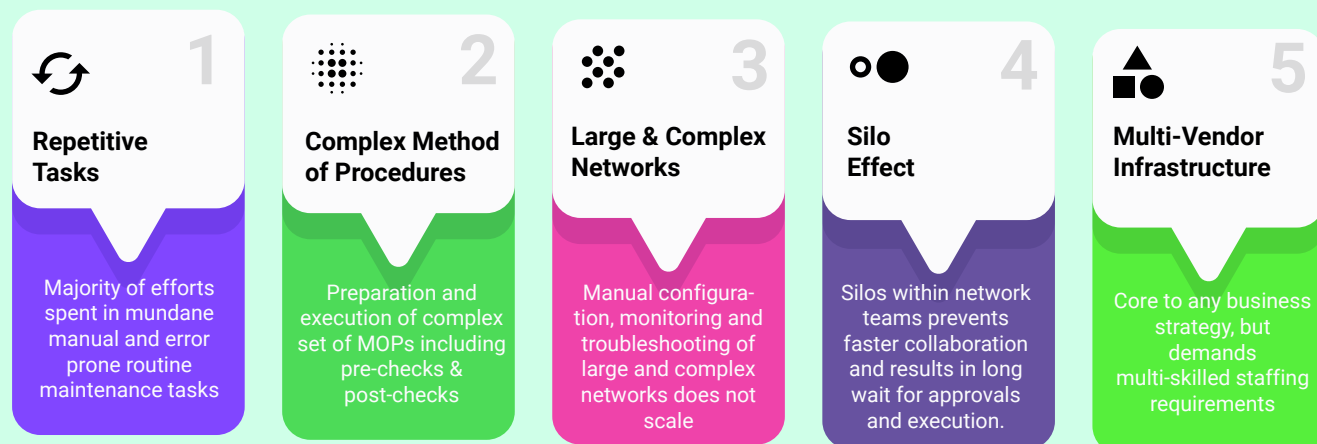 1
Repetitive
Tasks
Majority of efforts
spent in mundane
manual and error
prone routine
maintenance tasks
2
Complex Method
of Procedures
Preparation and
execution of complex
set of MOPs including
pre-checks &
post-checks
3
Large & Complex
Networks
Manual configura-
tion, monitoring and
troubleshooting of
large and complex
networks does not
scale
4
Silo
Effect
Silos within network
teams prevents
faster collaboration
and results in long
wait for approvals
and execution.
5
Multi-Vendor
Infrastructure
Core to any business
strategy, but
demands
multi-skilled staffing
requirements